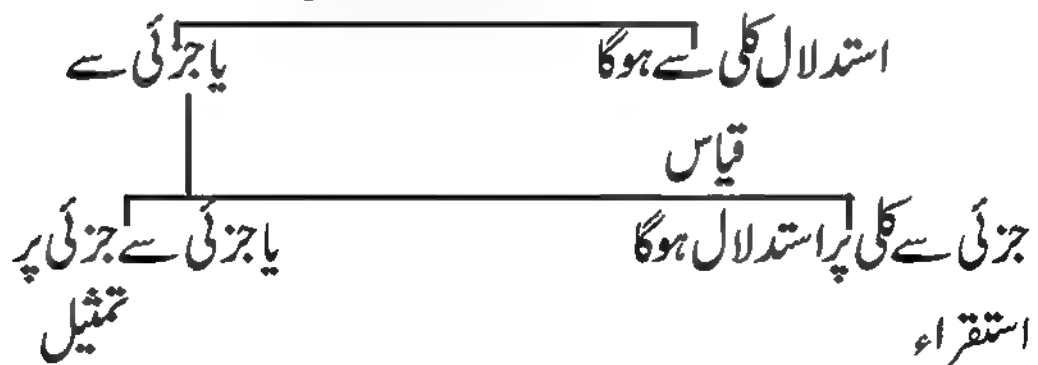 استدلال کلی سے ہوگا یا جزئی سے
قیاس
جزئی سے کلی پر استدلال ہوگا یا جزئی سے جزئی پر
استقراء تمثیل